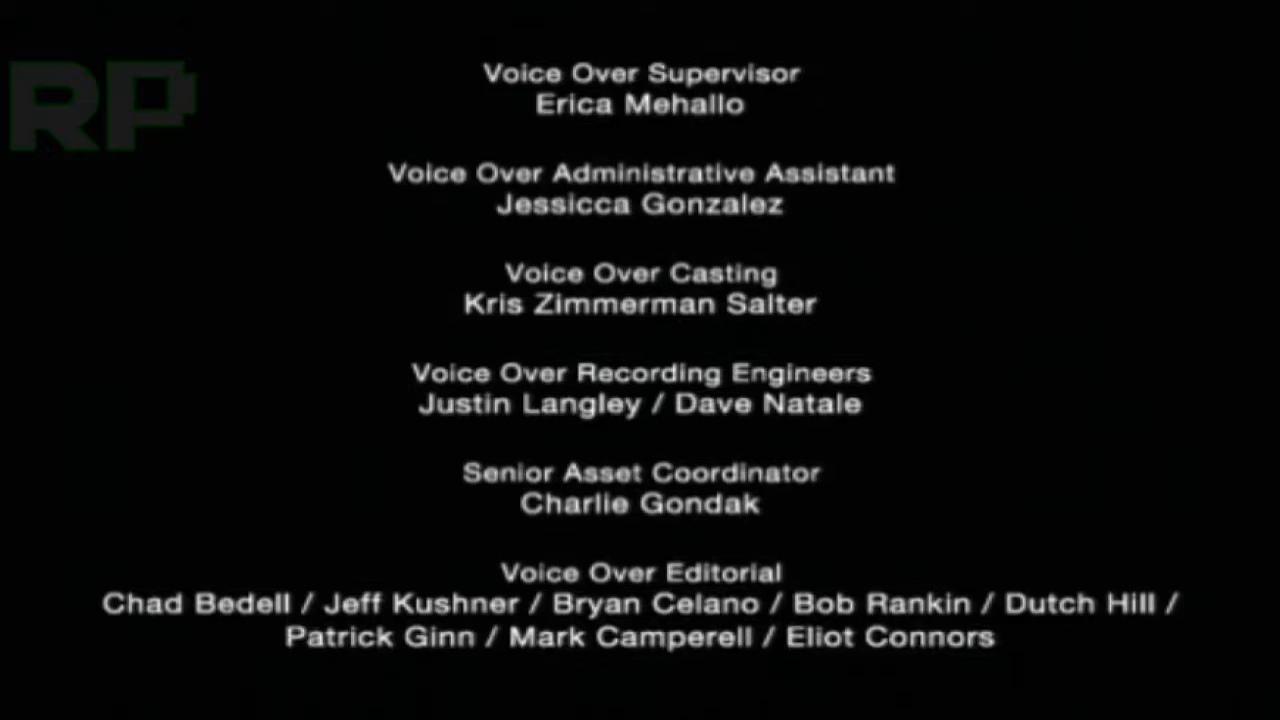 RP
Voice Over Supervisor
Erica Mehallo
Voice Over Administrative Assistant
Jessicca Gonzalez
Voice Over Casting
Kris Zimmerman Salter
Voice Over Recording Engineers
Justin Langley / Dave Natale
Senior Asset Coordinator
Charlie Gondak
Voice Over Editorial
Chad Bedell / Jeff Kushner / Bryan Celano / Bob Rankin / Dutch Hill /
Patrick Ginn / Mark Camperell / Eliot Connors